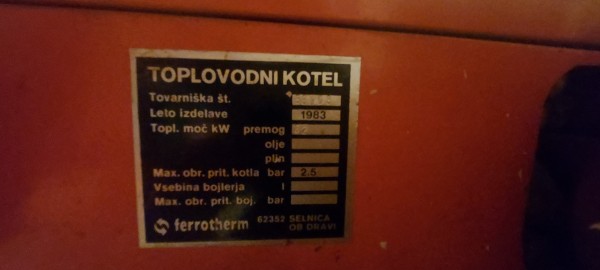 TOPLOVODNI KOTEL
Tovarniška št.
Leto izdelave 1983
Topl. moč kW premog
olje
plin
Max. obr. prit. kotla bar 2.5
Vsebina bojlerja l
Max. obr. prit. boj. bar
ferrotherm 62352 SELNICA
OB DRAVI